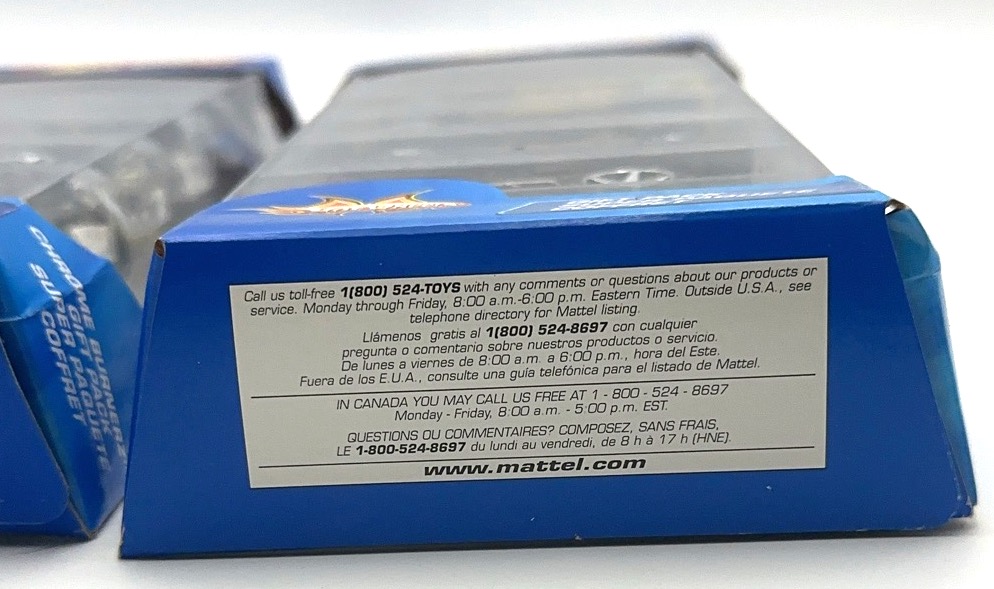 Call us toll-free 1(800) 524-TOYS with any comments or questions about our products or
service. Monday through Friday, 8:00 a.m.-6:00 p.m. Eastern Time. Outside U.S.A., see
telephone directory for Mattel listing.
Llámenos gratis al 1(800) 524-8697 con cualquier
pregunta o comentario sobre nuestros productos o servicio.
De lunes a viernes de 8:00 a.m. a 6:00 p.m., hora del Este.
Fuera de los E.U.A., consulte una guía telefónica para el listado de Mattel.
IN CANADA YOU MAY CALL US FREE AT 1 - 800 - 524 - 8697
Monday - Friday, 8:00 a.m. - 5:00 p.m. EST.
QUESTIONS OU COMMENTAIRES? COMPOSEZ, SANS FRAIS,
LE 1-800-524-8697 du lundi au vendredi, de 8 h à 17 h (HNE).
www.mattel.com
CHROME BURNERZ
GIFT PACK
PAQUETE
SUPER COFFRET